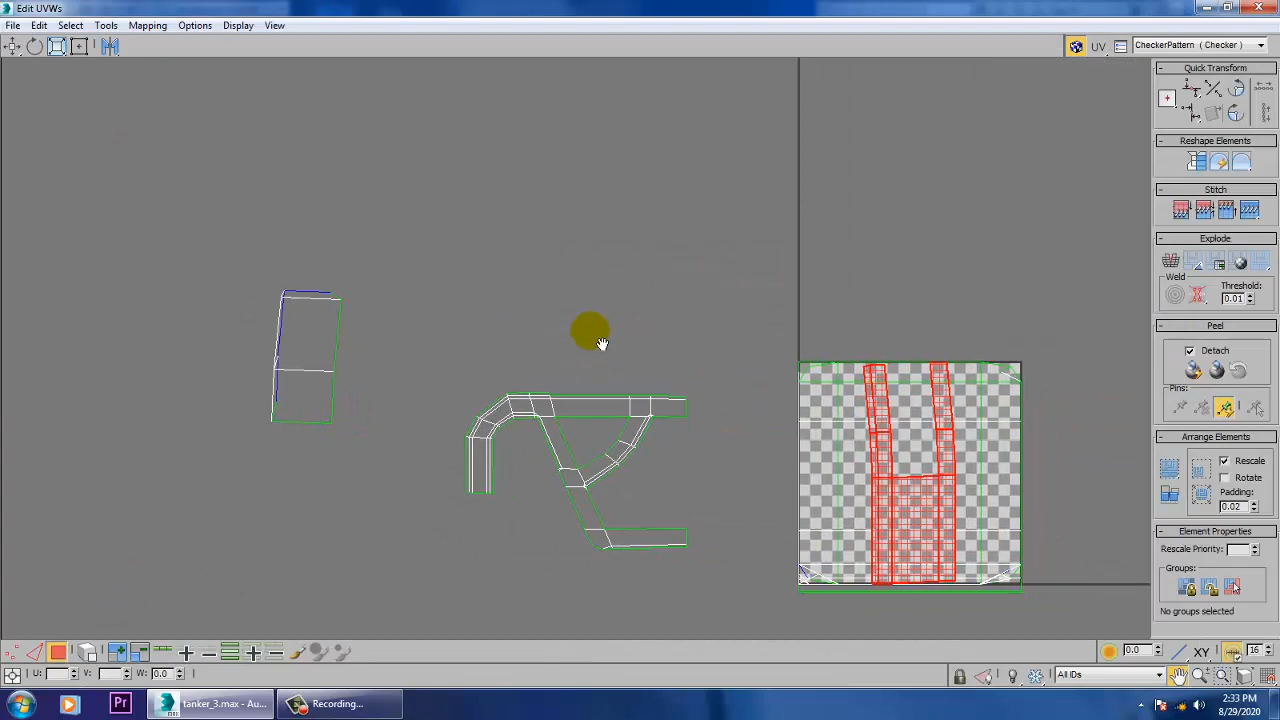 Edit UVWs
File Edit Select Tools Mapping Options Display View
UV CheckerPattern ( Checker )
Quick Transform
Reshape Elements
Stitch
Explode
Weld Threshold:
0.01
Peel
Detach
Pins:
Arrange Elements
Rescale
Rotate
Padding:
0.02
Element Properties
Rescale Priority:
Groups:
No groups selected
0.0 XY 16
U: V: W: 0.0 All IDs
Pr tanker_3.max - Au... Recording...
2:33 PM
8/29/2020